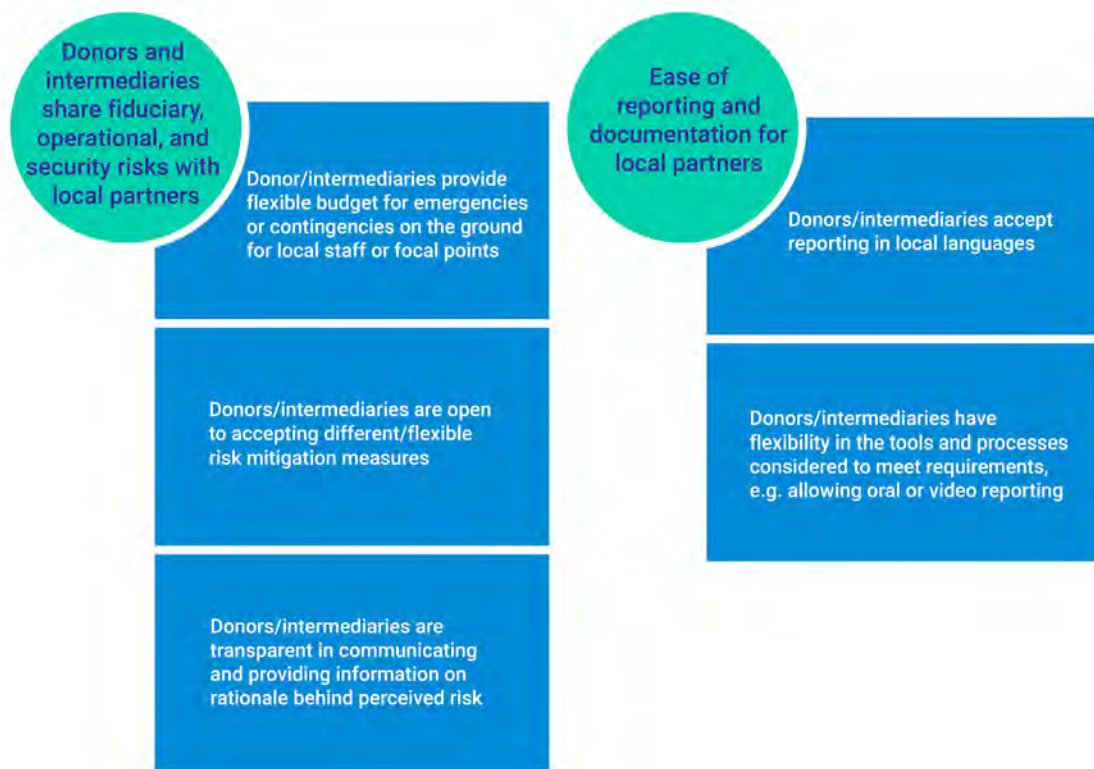 Donors and
intermediaries
share fiduciary,
operational, and
security risks with
local partners
Donor/intermediaries provide
flexible budget for emergencies
or contingencies on the ground
for local staff or focal points
Donors/intermediaries are open
to accepting different/flexible
risk mitigation measures
Donors/intermediaries are
transparent in communicating
and providing information on
rationale behind perceived risk
Ease of
reporting and
documentation for
local partners
Donors/intermediaries accept
reporting in local languages
Donors/intermediaries have
flexibility in the tools and processes
considered to meet requirements,
e.g. allowing oral or video reporting